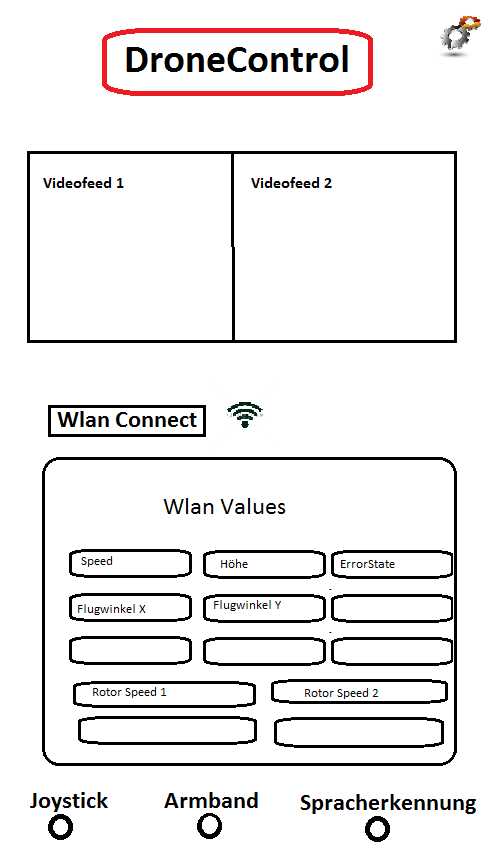 DroneControl
Videofeed 1
Videofeed 2
Wlan Connect
Wlan Values
Speed
Höhe
ErrorState
Flugwinkel X
Flugwinkel Y
Rotor Speed 1
Rotor Speed 2
Joystick
Armband
Spracherkennung